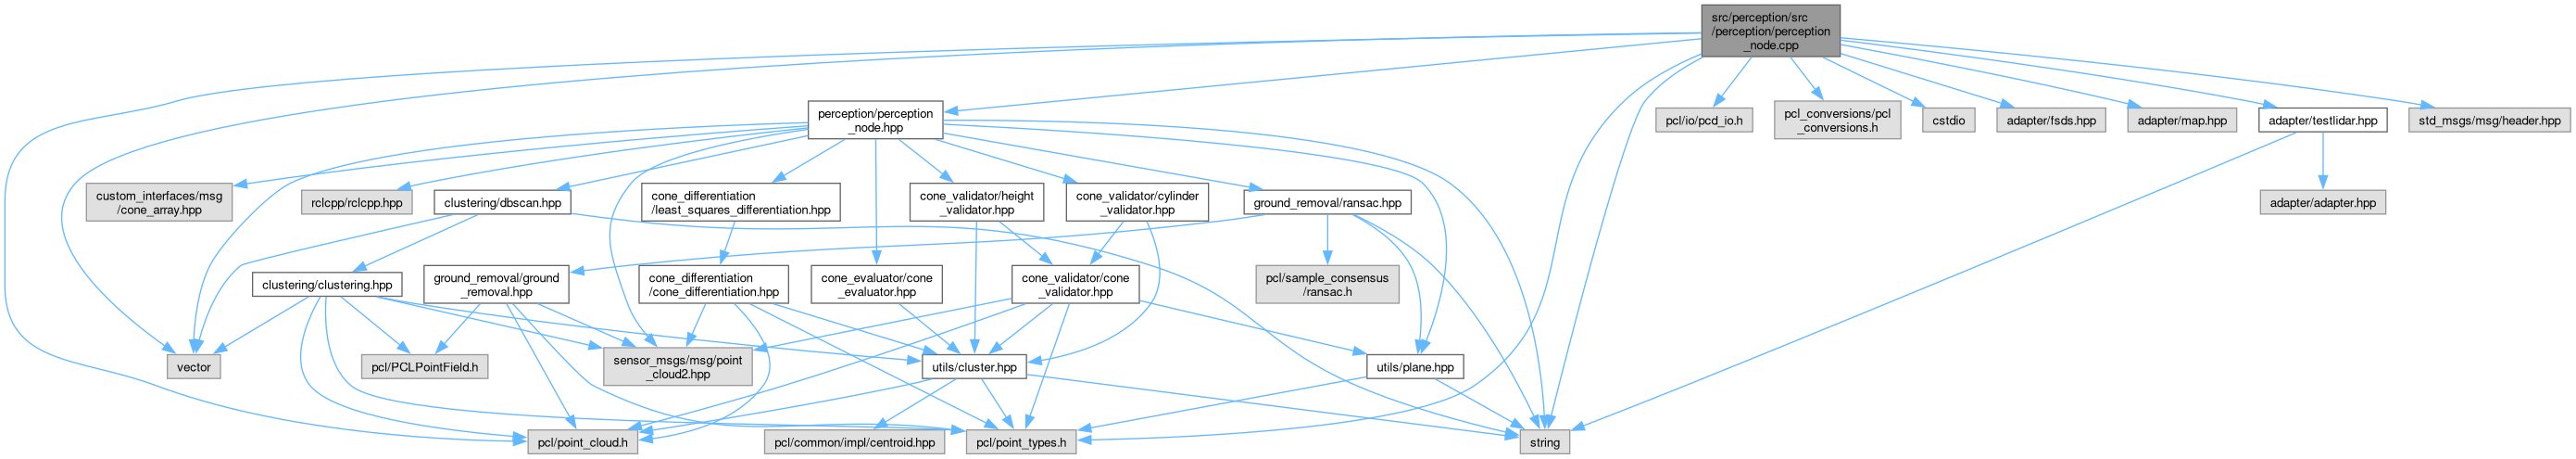 src/perception/src
/perception/perception
_node.cpp
perception/perception
_node.hpp
pcl/io/pcd_io.h
pcl_conversions/pcl
_conversions.h
cstdio
adapter/fsds.hpp
adapter/map.hpp
adapter/testlidar.hpp
std_msgs/msg/header.hpp
custom_interfaces/msg
/cone_array.hpp
rclcpp/rclcpp.hpp
clustering/dbscan.hpp
cone_differentiation
/least_squares_differentiation.hpp
cone_validator/height
_validator.hpp
cone_validator/cylinder
_validator.hpp
ground_removal/ransac.hpp
adapter/adapter.hpp
clustering/clustering.hpp
ground_removal/ground
_removal.hpp
cone_differentiation
/cone_differentiation.hpp
cone_evaluator/cone
_evaluator.hpp
cone_validator/cone
_validator.hpp
pcl/sample_consensus
/ransac.h
vector
pcl/PCLPointField.h
sensor_msgs/msg/point
_cloud2.hpp
utils/cluster.hpp
utils/plane.hpp
pcl/point_cloud.h
pcl/common/impl/centroid.hpp
pcl/point_types.h
string